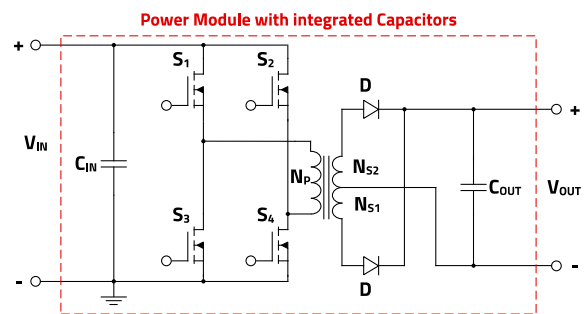 Power Module with integrated Capacitors
+
S1
S2
D
+
VIN
CIN
NP
NS2
NS1
COUT
VOUT
S3
S4
-
D
-